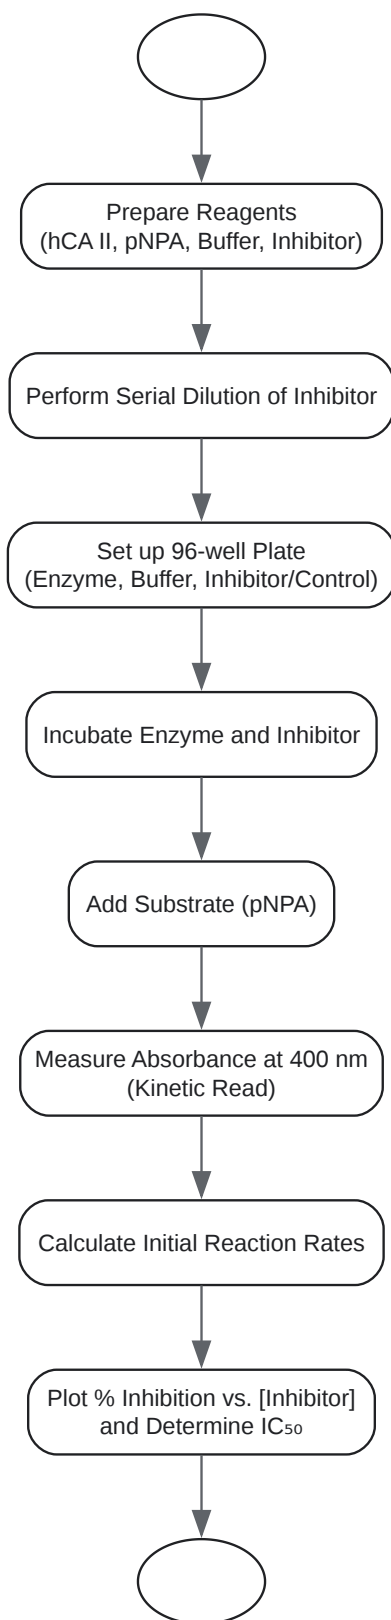 Prepare Reagents
(hCA II, pNPA, Buffer, Inhibitor)
Perform Serial Dilution of Inhibitor
Set up 96-well Plate
(Enzyme, Buffer, Inhibitor/Control)
Incubate Enzyme and Inhibitor
Add Substrate (pNPA)
Measure Absorbance at 400 nm
(Kinetic Read)
Calculate Initial Reaction Rates
Plot % Inhibition vs. [Inhibitor]
and Determine IC₅₀